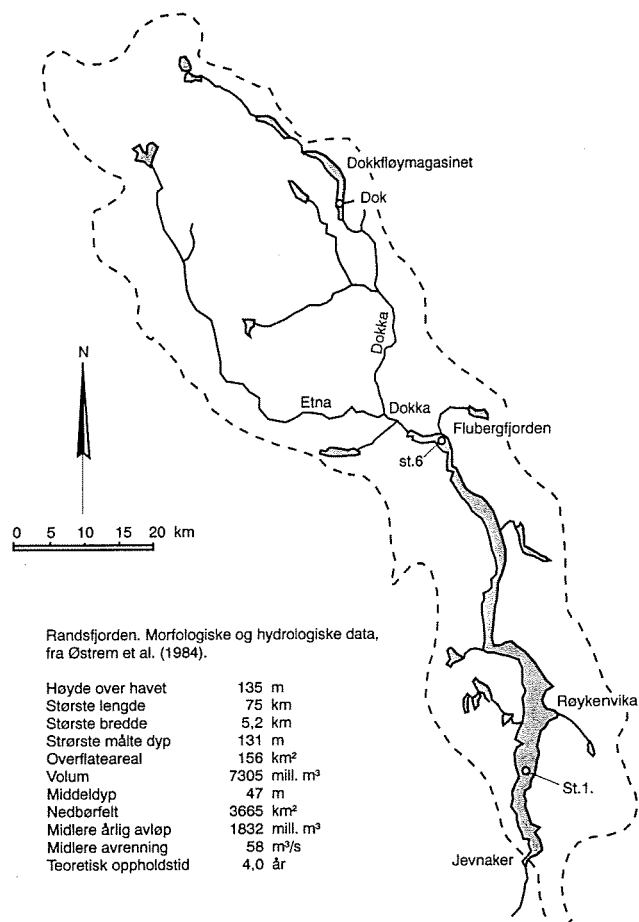 Dokkfløymagasinet
Dok
Dokka
Etna
Dokka
Flubergfjorden
st.6
N
0 5 10 20 km
Randsfjorden. Morfologiske og hydrologiske data,
fra Østrem et al. (1984).
Høyde over havet 135 m
Største lengde 75 km
Største bredde 5,2 km
Strørste målte dyp 131 m
Overflateareal 156 km²
Volum 7305 mill. m³
Middeldyp 47 m
Nedbørfelt 3665 km²
Midlere årlig avløp 1832 mill. m³
Midlere avrenning 58 m³/s
Teoretisk oppholdstid 4,0 år
Røykenvika
St.1.
Jevnaker